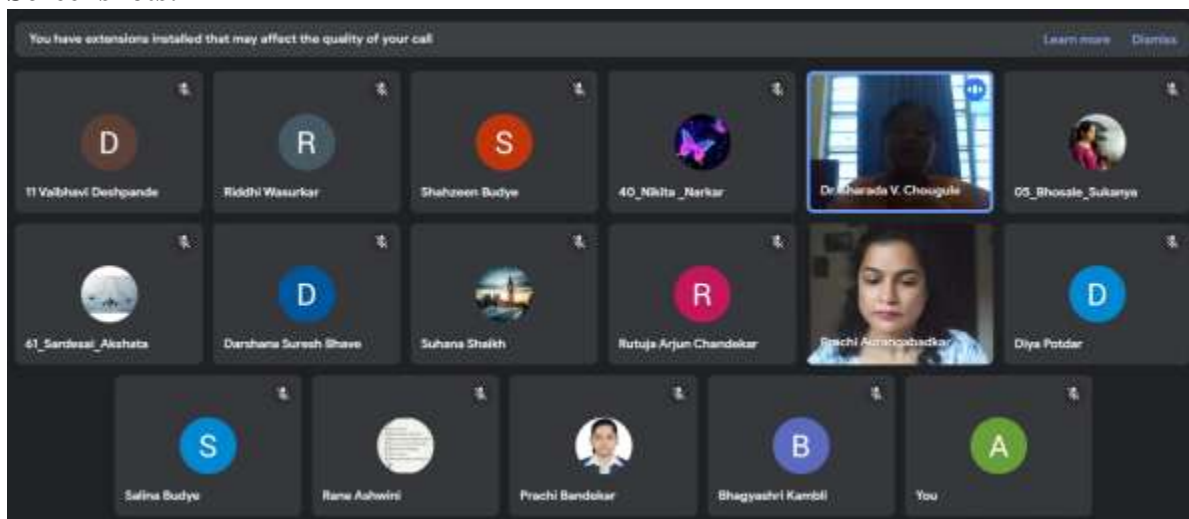 You have extensions installed that may affect the quality of your call
Learn more Dismiss
D
R
S
11 Vaibhavi Deshpande
Riddhi Wasurkar
Shahzeen Budye
40_Nikita _Narkar
Dr. Sharada V. Chougule
05_Bhosale_Sukanya
D
R
D
61_Sardesai_Akshata
Darshana Suresh Bhave
Suhana Shaikh
Rutuja Arjun Chandekar
Prachi Aurangabadkar
Diya Potdar
S
B
A
Salina Budye
Rane Ashwini
Prachi Bandekar
Bhagyashri Kambli
You